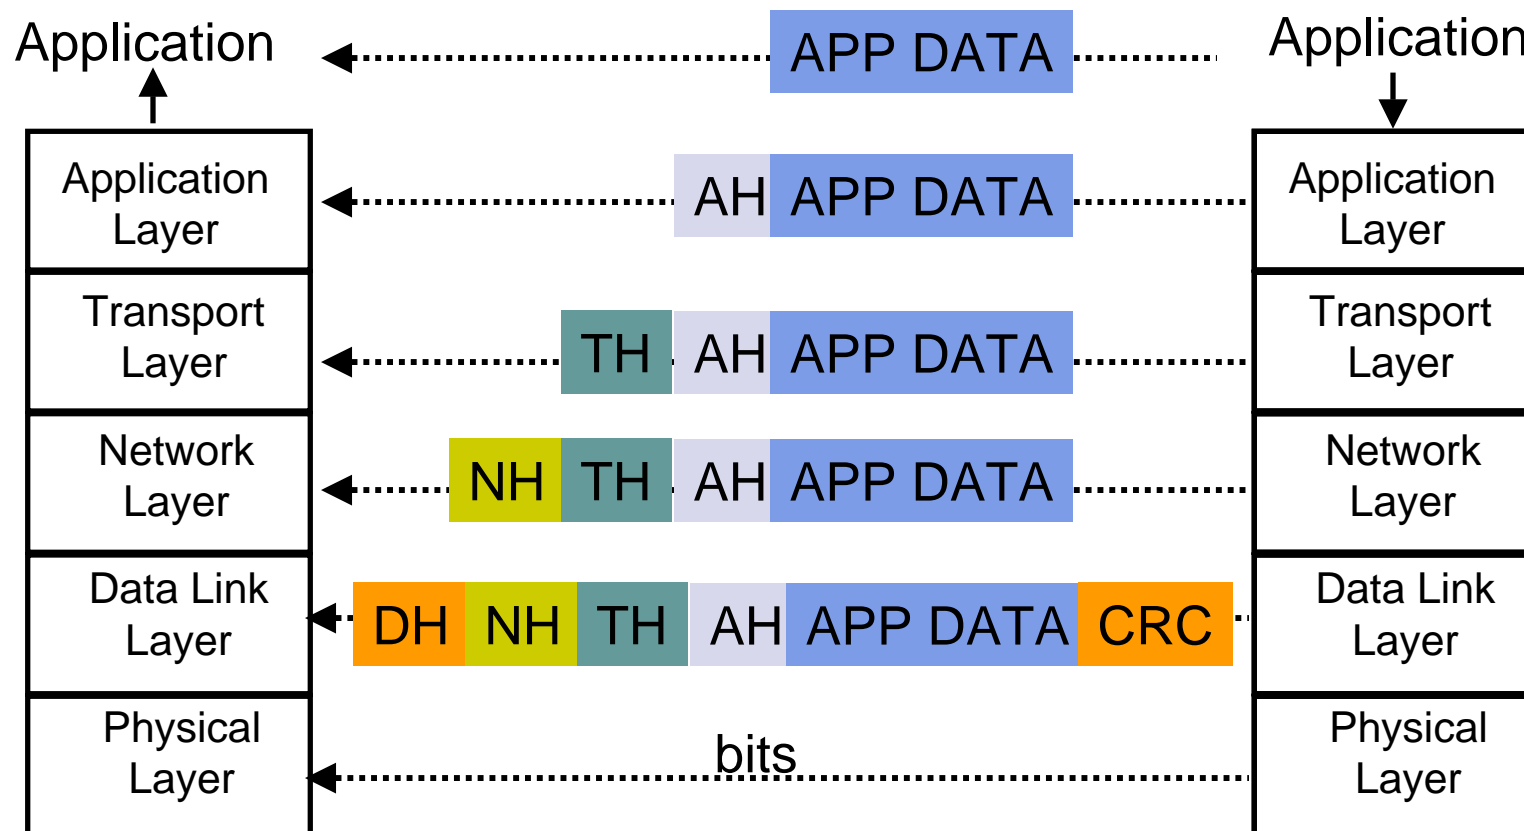 Application
APP DATA
Application
Application
Layer
AH APP DATA
Application
Layer
Transport
Layer
TH AH APP DATA
Transport
Layer
Network
Layer
NH TH AH APP DATA
Network
Layer
Data Link
Layer
DH NH TH AH APP DATA CRC
Data Link
Layer
Physical
Layer
bits
Physical
Layer